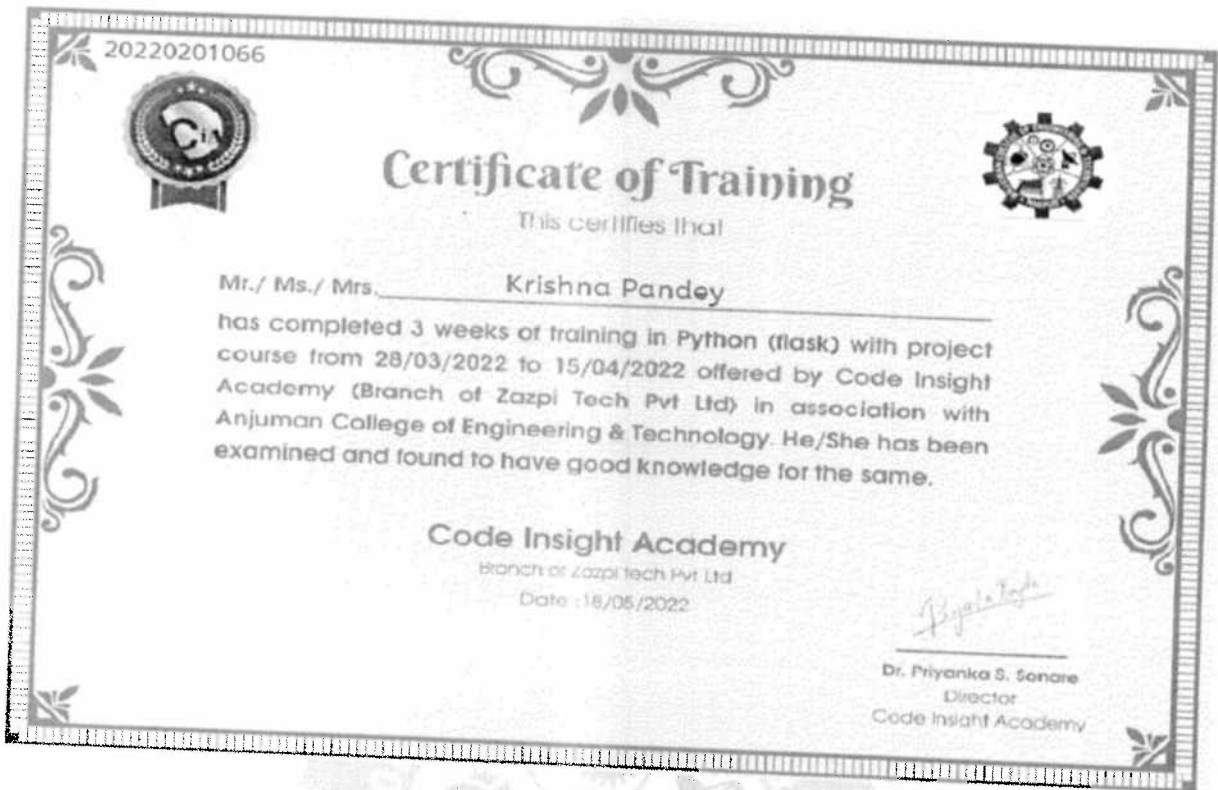 20220201066
Certificate of Training
This certifies that
Mr./ Ms./ Mrs. Krishna Pandey
has completed 3 weeks of training in Python (flask) with project
course from 28/03/2022 to 15/04/2022 offered by Code Insight
Academy (Branch of Zazpi Tech Pvt Ltd) in association with
Anjuman College of Engineering & Technology. He/She has been
examined and found to have good knowledge for the same.
Code Insight Academy
Branch of Zazpi tech Pvt Ltd
Date :18/05/2022
Dr. Priyanka S. Sonare
Director
Code Insight Academy